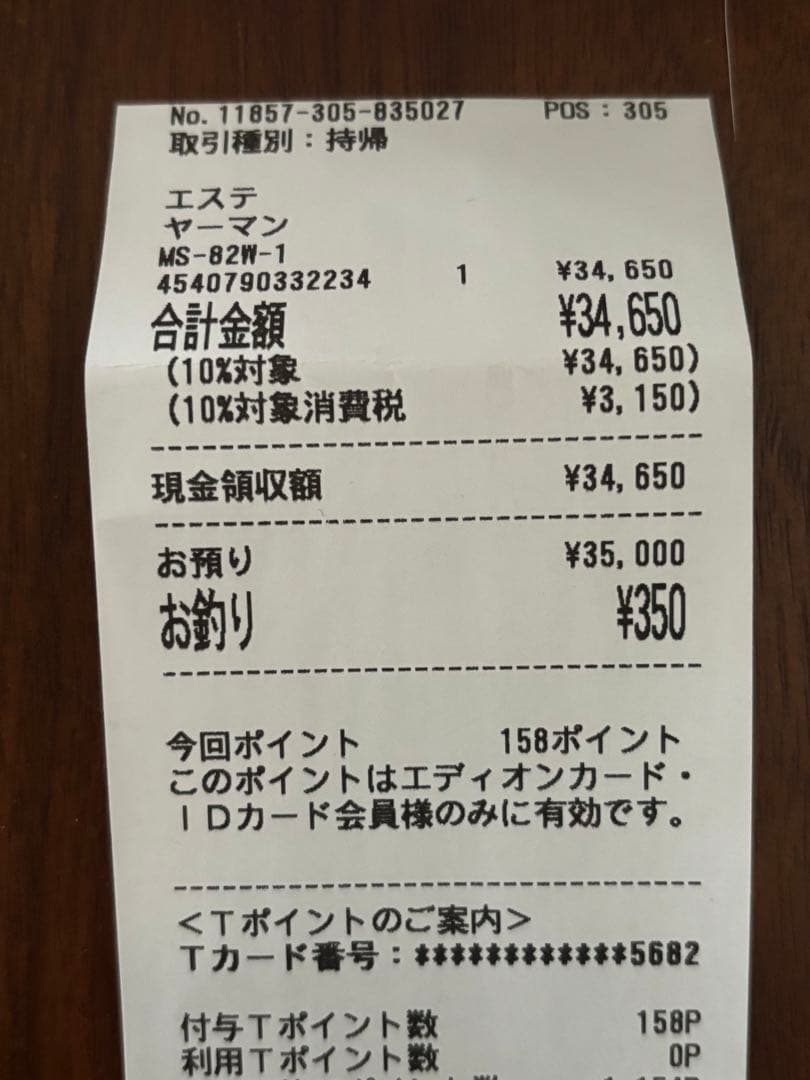 No. 11857-305-835027 POS : 305
取引種別：持帰
エステ
ヤーマン
MS-82W-1
4540790332234 1 ¥34,650
合計金額 ¥34,650
(10%対象 ¥34,650)
(10%対象消費税 ¥3,150)
現金領収額 ¥34,650
お預り ¥35,000
お釣り ¥350
今回ポイント 158ポイント
このポイントはエディオンカード・
ＩＤカード会員様のみに有効です。
＜Ｔポイントのご案内＞
Ｔカード番号：************5682
付与Ｔポイント数 158P
利用Ｔポイント数 0P